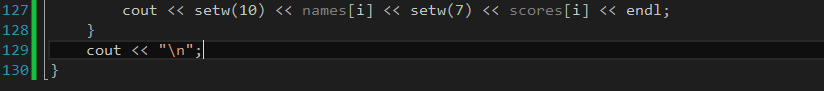 127 cout << setw(10) << names[i] << setw(7) << scores[i] << endl;
128 }
129 cout << "\n";
130 }